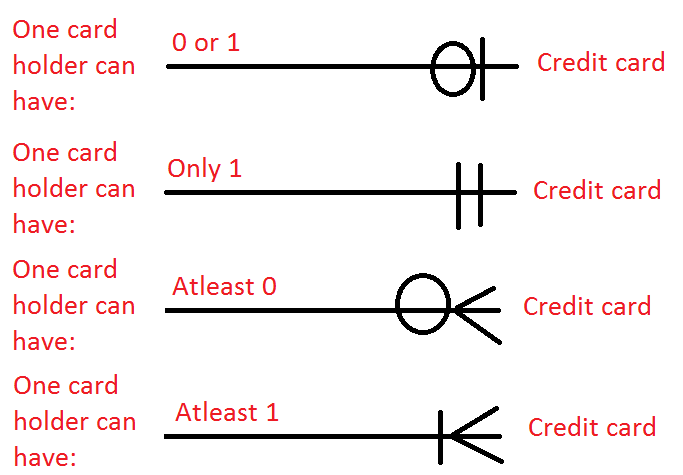 One card
holder can
have:
0 or 1
Credit card
One card
holder can
have:
Only 1
Credit card
One card
holder can
have:
Atleast 0
Credit card
One card
holder can
have:
Atleast 1
Credit card